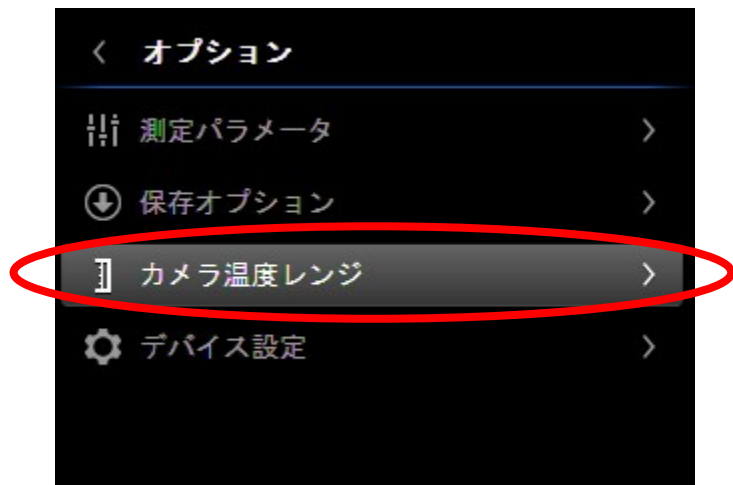 オプション
測定パラメータ
保存オプション
カメラ温度レンジ
デバイス設定